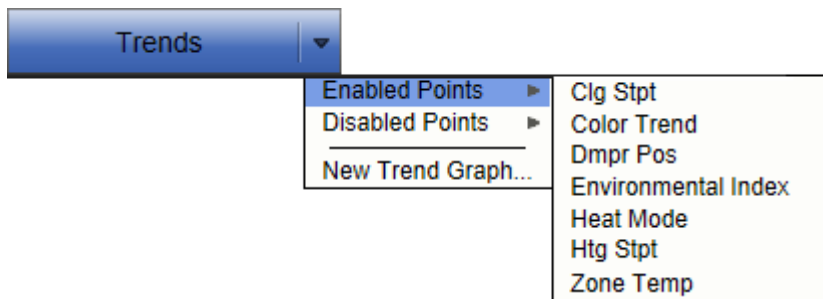 Trends
Enabled Points
Disabled Points
New Trend Graph...
Clg Stpt
Color Trend
Dmpr Pos
Environmental Index
Heat Mode
Htg Stpt
Zone Temp